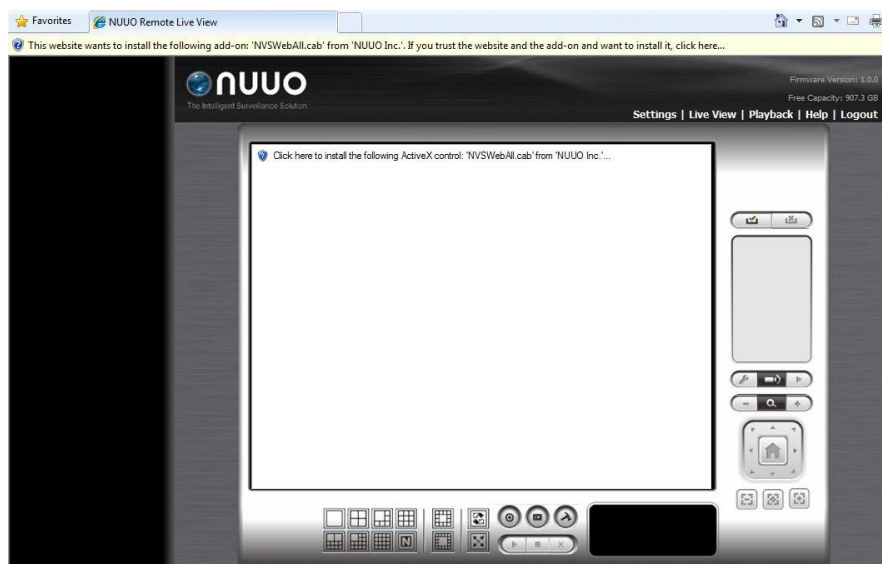 Favorites
NUUO Remote Live View
This website wants to install the following add-on: 'NVSWebAll.cab' from 'NUUO Inc.'. If you trust the website and the add-on and want to install it, click here...
nuuo
The Intelligent Surveillance Solution
Firmware Version: 1.0.0
Free Capacity: 907.3 GB
Settings | Live View | Playback | Help | Logout
Click here to install the following ActiveX control: 'NVSWebAll.cab' from 'NUUO Inc.'...
N